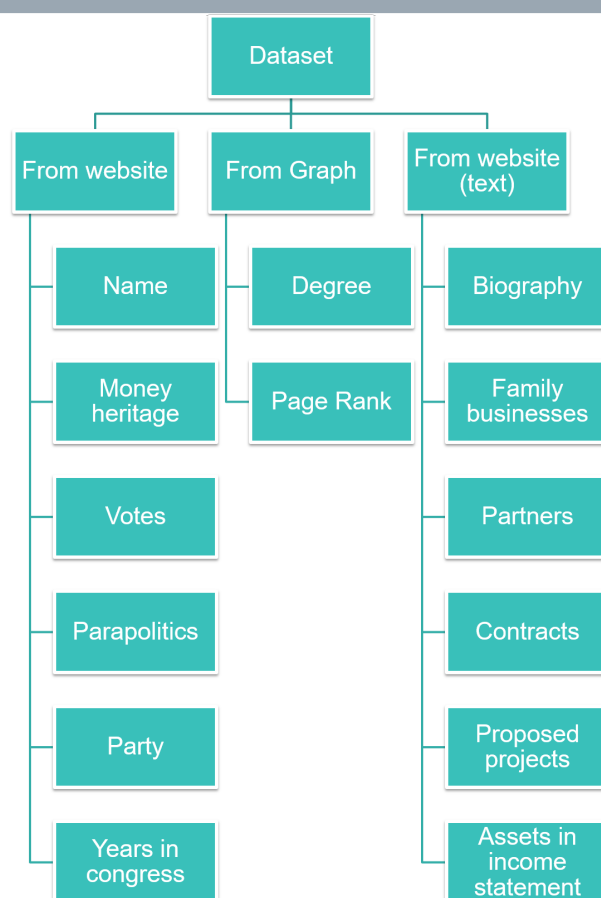 Dataset
From website
From Graph
From website
(text)
Name
Degree
Biography
Money
heritage
Page Rank
Family
businesses
Votes
Partners
Parapolitics
Contracts
Party
Proposed
projects
Years in
congress
Assets in
income
statement